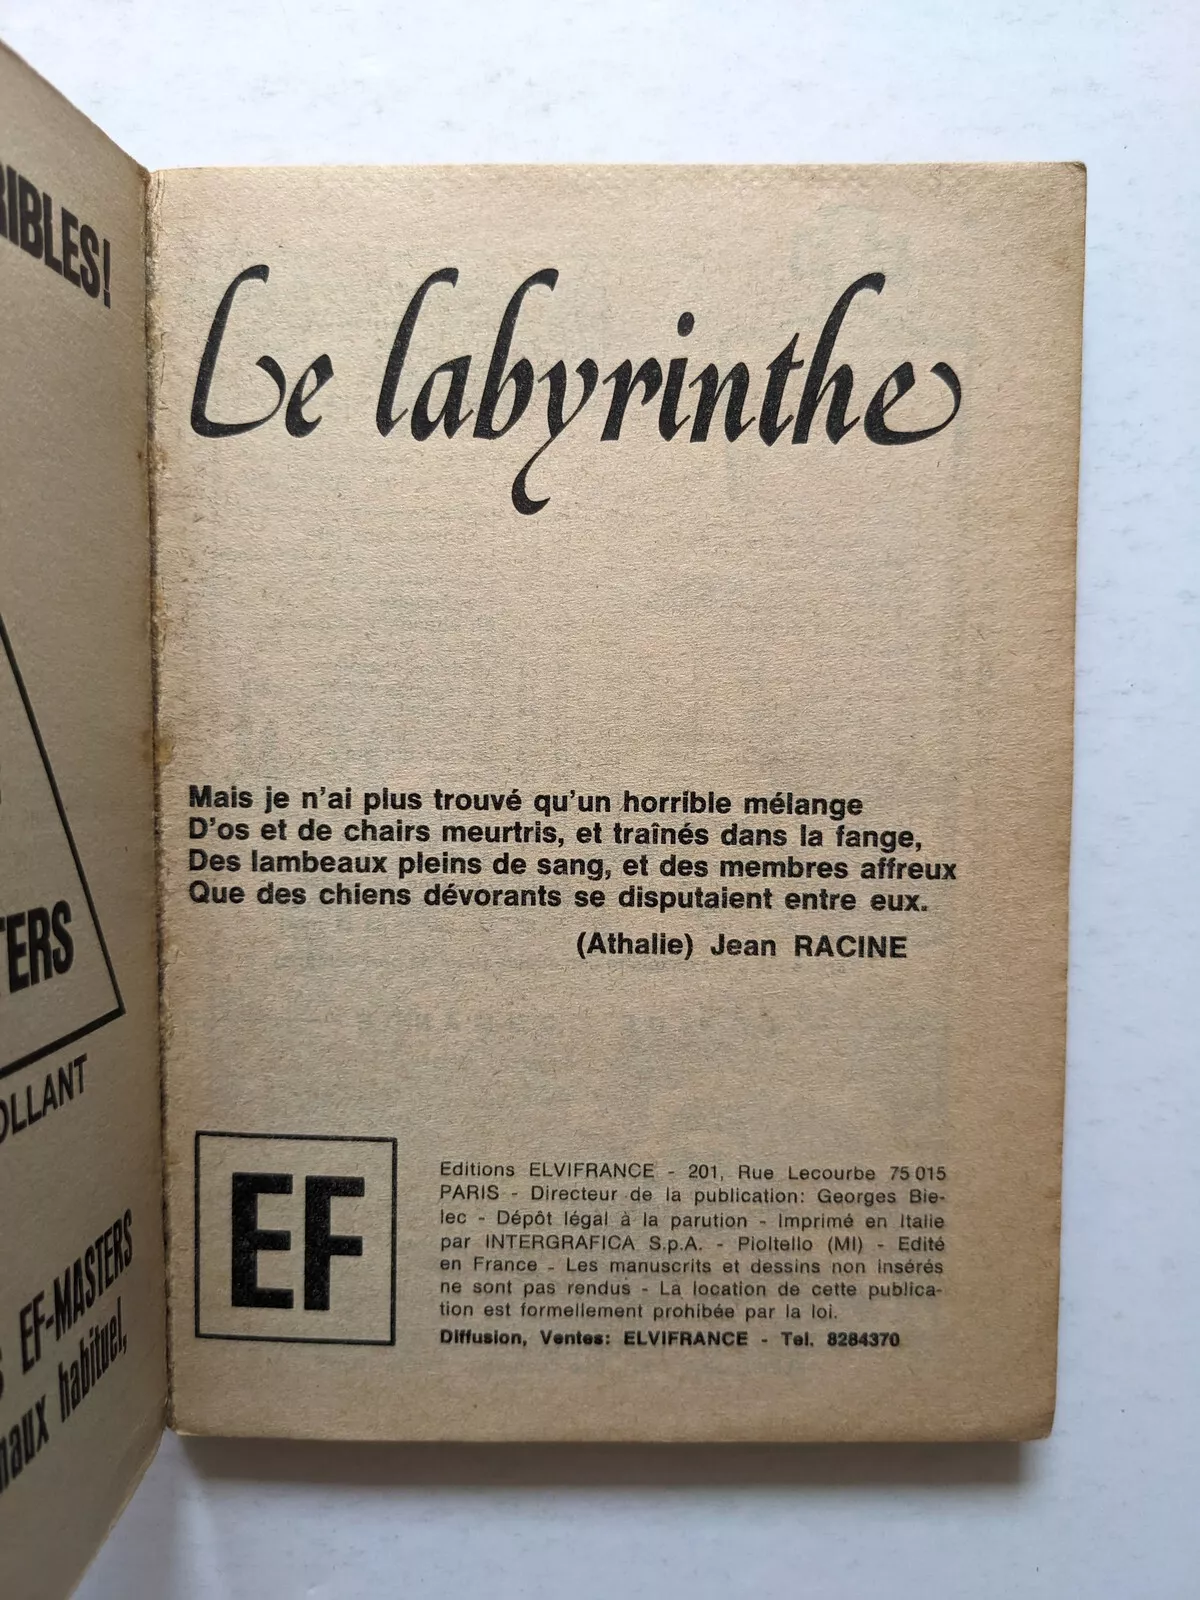 RIBLES!
TERS
OLLANT
EF-MASTERS
habituel,
Le labyrinthe
Mais je n'ai plus trouvé qu'un horrible mélange
D'os et de chairs meurtris, et traînés dans la fange,
Des lambeaux pleins de sang, et des membres affreux
Que des chiens dévorants se disputaient entre eux.
(Athalie) Jean RACINE
EF
Editions ELVIFRANCE - 201, Rue Lecourbe 75 015
PARIS - Directeur de la publication: Georges Bie-
lec - Dépôt légal à la parution - Imprimé en Italie
par INTERGRAFICA S.p.A. - Pioltello (MI) - Edité
en France - Les manuscrits et dessins non insérés
ne sont pas rendus - La location de cette publica-
tion est formellement prohibée par la loi.
Diffusion, Ventes: ELVIFRANCE - Tel. 8284370